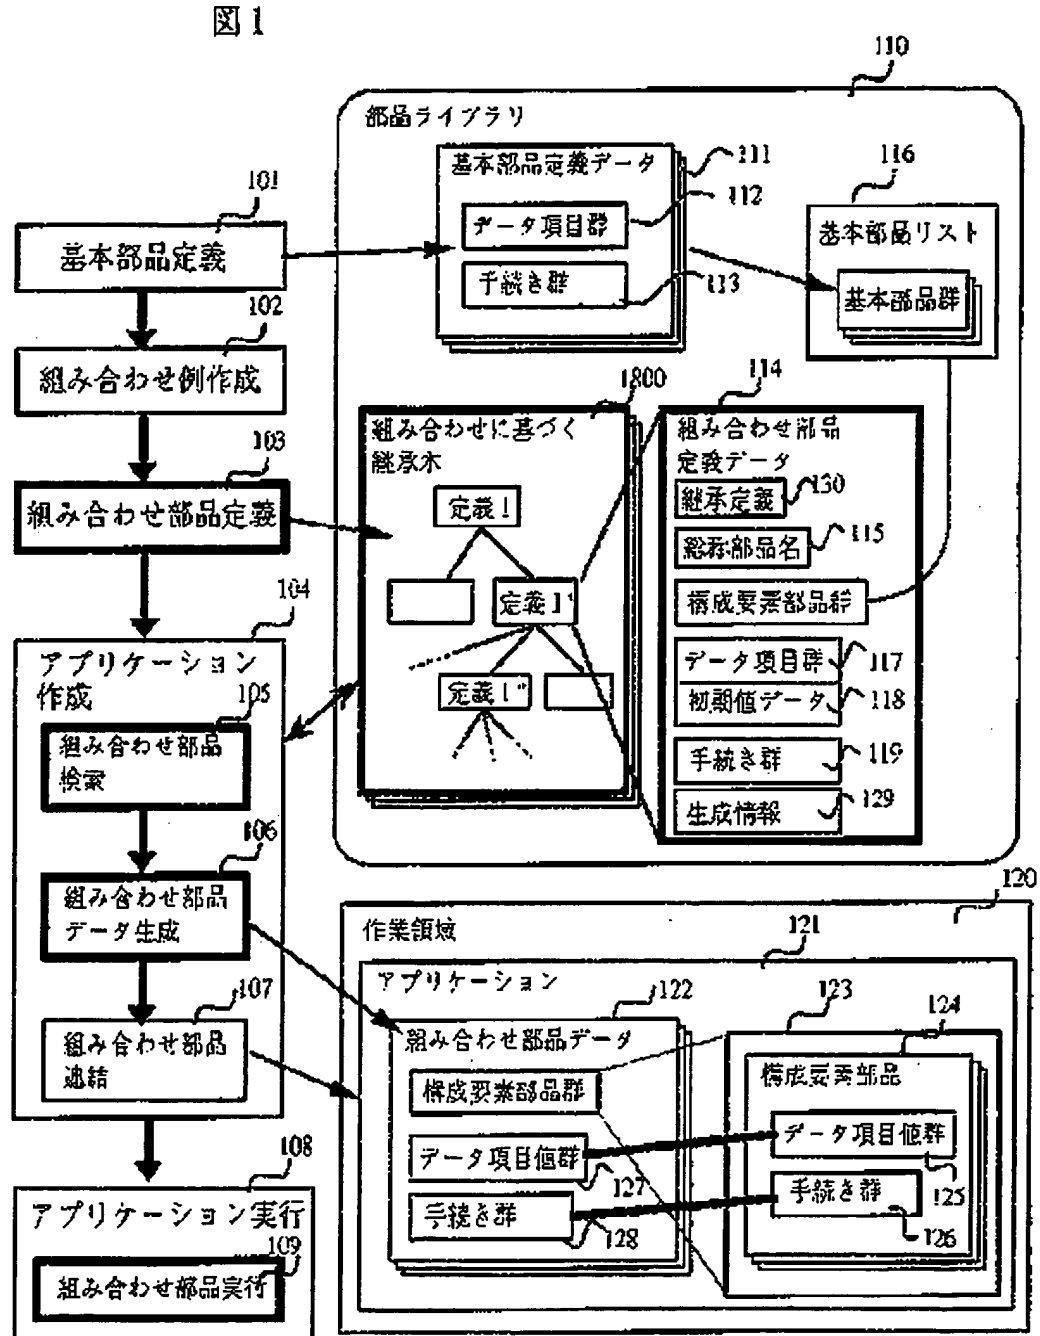 図1
110
部品ライブラリ
基本部品定義データ
111
112
データ項目群
手続き群
113
116
基本部品リスト
基本部品群
101
基本部品定義
102
組み合わせ例作成
103
組み合わせ部品定義
1800
組み合わせに基づく
継承木
定義1
定義1'
定義1"
114
組み合わせ部品
定義データ
継承定義
130
総称部品名
115
構成要素部品群
データ項目群
117
初期値データ
118
手続き群
119
生成情報
129
104
アプリケーション
作成
105
組み合わせ部品
検索
106
組み合わせ部品
データ生成
107
組み合わせ部品
連結
108
アプリケーション実行
109
組み合わせ部品実行
120
作業領域
121
アプリケーション
122
組み合わせ部品データ
構成要素部品群
データ項目値群
127
手続き群
128
123
124
構成要素部品
データ項目値群
125
手続き群
126